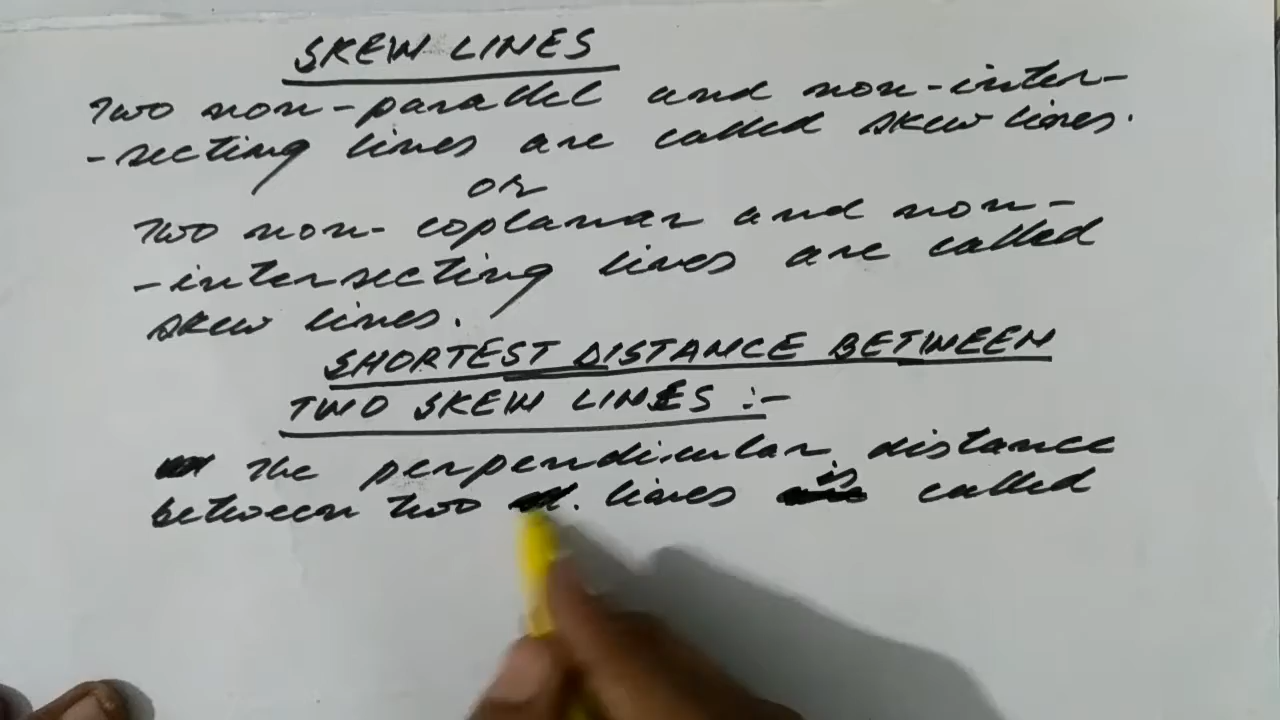 SKEW LINES
Two non-parallel and non-inter-
-secting lines are called skew lines.
or
Two non-coplanar and non-
-intersecting lines are called
skew lines.
SHORTEST DISTANCE BETWEEN
TWO SKEW LINES :-
The perpendicular distance
between two lines is called